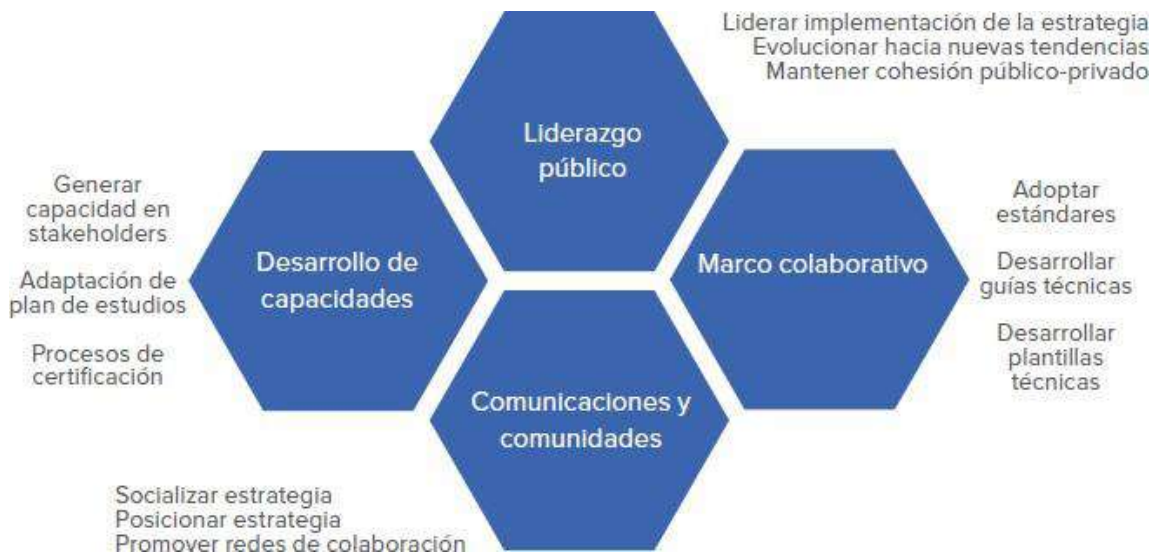 Liderar implementación de la estrategia
Evolucionar hacia nuevas tendencias
Mantener cohesión público-privado
Liderazgo
público
Generar
capacidad en
stakeholders
Adaptación de
plan de estudios
Procesos de
certificación
Desarrollo de
capacidades
Marco colaborativo
Adoptar
estándares
Desarrollar
guías técnicas
Desarrollar
plantillas
técnicas
Comunicaciones y
comunidades
Socializar estrategia
Posicionar estrategia
Promover redes de colaboración